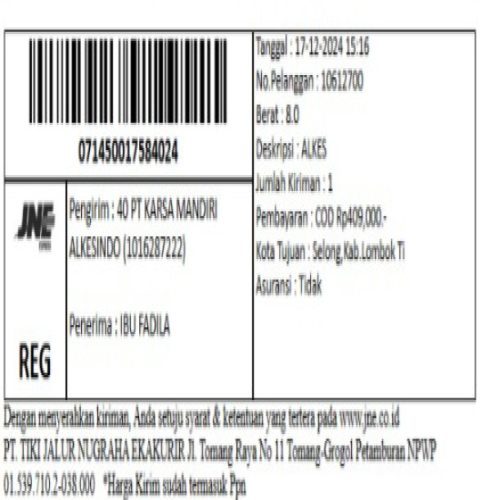 071450017584024
JNE
EXPRESS
REG
Pengirim : 40 PT KARSA MANDIRI
ALKESINDO (1016287222)
Penerima : IBU FADILA
Tanggal : 17-12-2024 15:16
No.Pelanggan : 10612700
Berat : 8.0
Deskripsi : ALKES
Jumlah Kiriman : 1
Pembayaran : COD Rp409,000.-
Kota Tujuan : Selong,Kab.Lombok TI
Asuransi : Tidak
Dengan menyerahkan kiriman, Anda setuju syarat & ketentuan yang tertera pada www.jne.co.id
PT. TIKI JALUR NUGRAHA EKAKURIR Jl. Tomang Raya No 11 Tomang-Grogol Petamburan NPWP
01.539.710.2-038.000 *Harga Kirim sudah termasuk Ppn